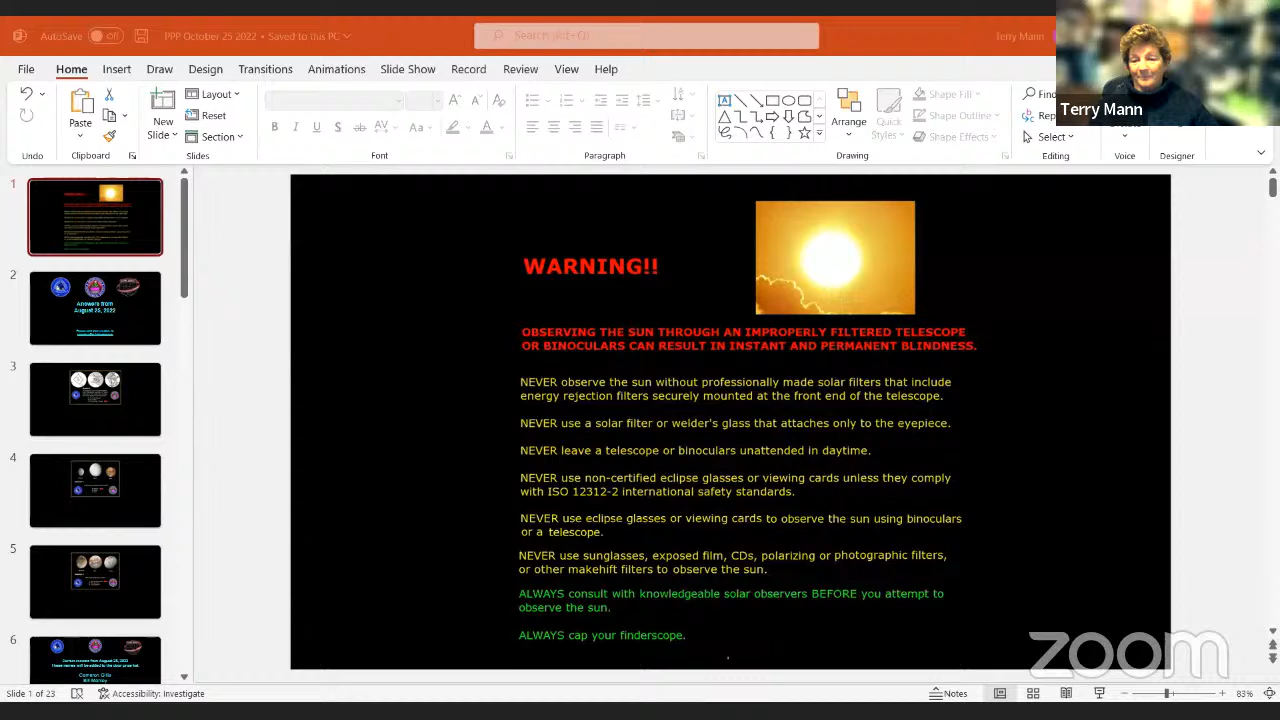 AutoSave Off PPP October 25 2022 • Saved to this PC Search (Alt+Q) Terry Mann
File Home Insert Draw Design Transitions Animations Slide Show Record Review View Help
Terry Mann
Paste
New
Slide
Layout
Reset
Section
B I U S ab AV Aa A
Arrange
Quick
Styles
Shape Fill
Shape Outline
Shape Effects
Select
Undo Clipboard Slides Font Paragraph Drawing Editing Voice Designer
1
2
Answers from
August 26, 2022
3
4
5
6
WARNING!!
OBSERVING THE SUN THROUGH AN IMPROPERLY FILTERED TELESCOPE
OR BINOCULARS CAN RESULT IN INSTANT AND PERMANENT BLINDNESS.
NEVER observe the sun without professionally made solar filters that include
energy rejection filters securely mounted at the front end of the telescope.
NEVER use a solar filter or welder's glass that attaches only to the eyepiece.
NEVER leave a telescope or binoculars unattended in daytime.
NEVER use non-certified eclipse glasses or viewing cards unless they comply
with ISO 12312-2 international safety standards.
NEVER use eclipse glasses or viewing cards to observe the sun using binoculars
or a telescope.
NEVER use sunglasses, exposed film, CDs, polarizing or photographic filters,
or other makehift filters to observe the sun.
ALWAYS consult with knowledgeable solar observers BEFORE you attempt to
observe the sun.
ALWAYS cap your finderscope.
zoom
Slide 1 of 23 Accessibility: Investigate Notes 83%